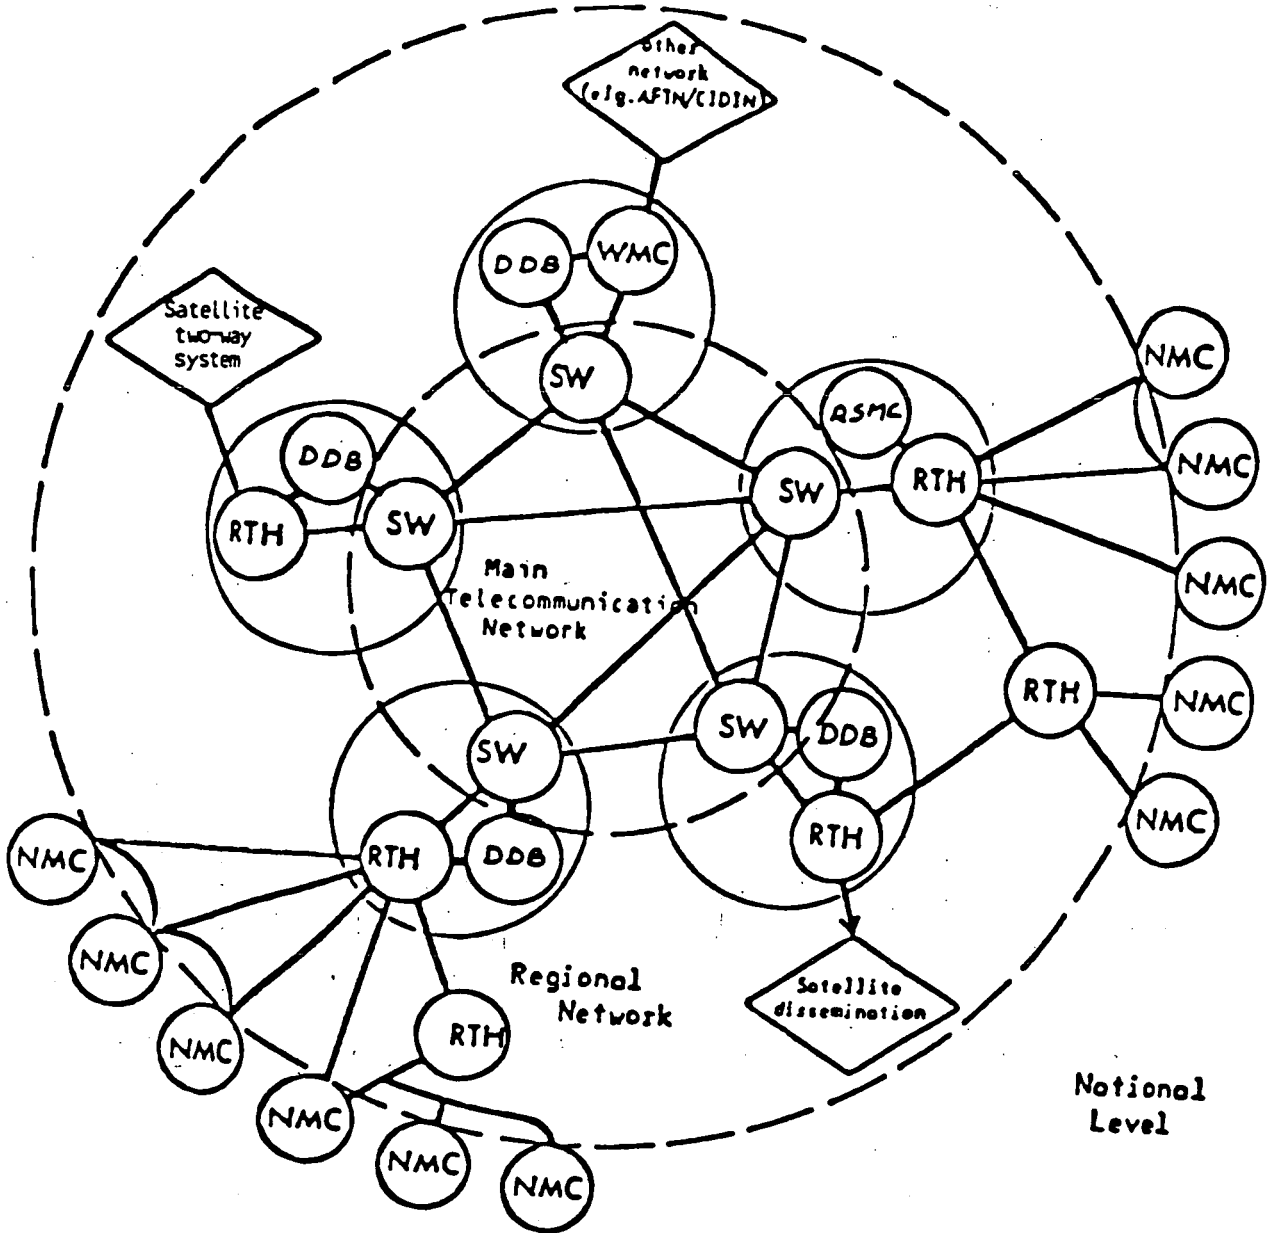 Other
network
(e|g.AFTN/CIDIN)
DDB
WMC
SW
Satellite
two-way
system
DDB
RTH
SW
RSMC
SW
RTH
NMC
NMC
NMC
NMC
NMC
RTH
Main
Telecommunication
Network
SW
SW
DDB
RTH
RTH
DDB
NMC
NMC
NMC
NMC
NMC
NMC
RTH
Regional
Network
Satellite
dissemination
National
Level